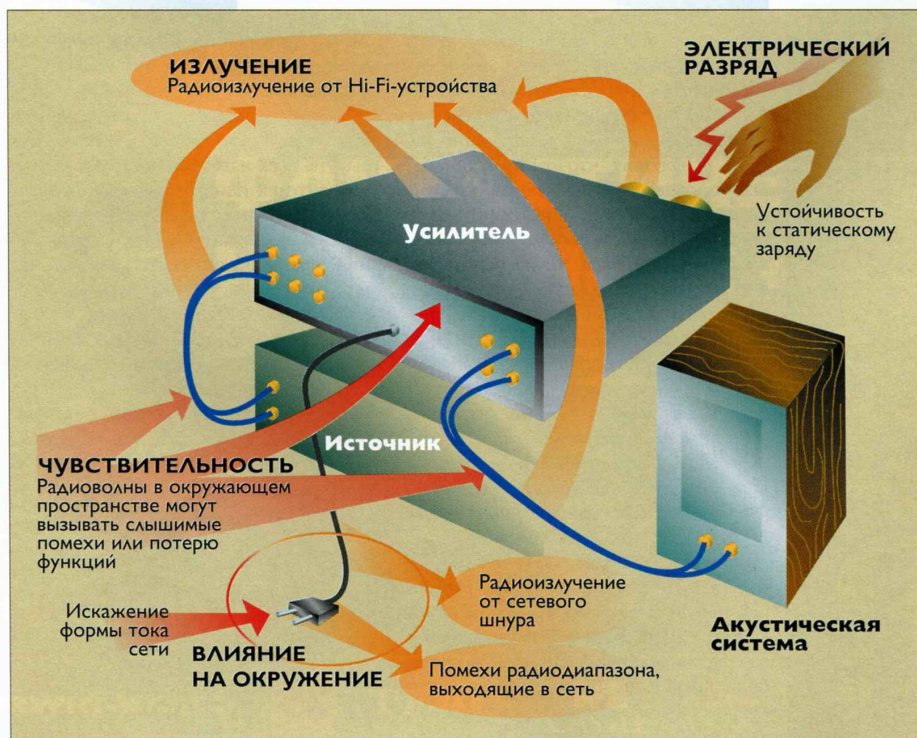 ИЗЛУЧЕНИЕ
Радиоизлучение от Hi-Fi-устройства
ЭЛЕКТРИЧЕСКИЙ
РАЗРЯД
Устойчивость
к статическому
заряду
Усилитель
Источник
ЧУВСТВИТЕЛЬНОСТЬ
Радиоволны в окружающем
пространстве могут
вызывать слышимые
помехи или потерю
функций
Искажение
формы тока
сети
ВЛИЯНИЕ
НА ОКРУЖЕНИЕ
Радиоизлучение
от сетевого
шнура
Помехи радиодиапазона,
выходящие в сеть
Акустическая
система